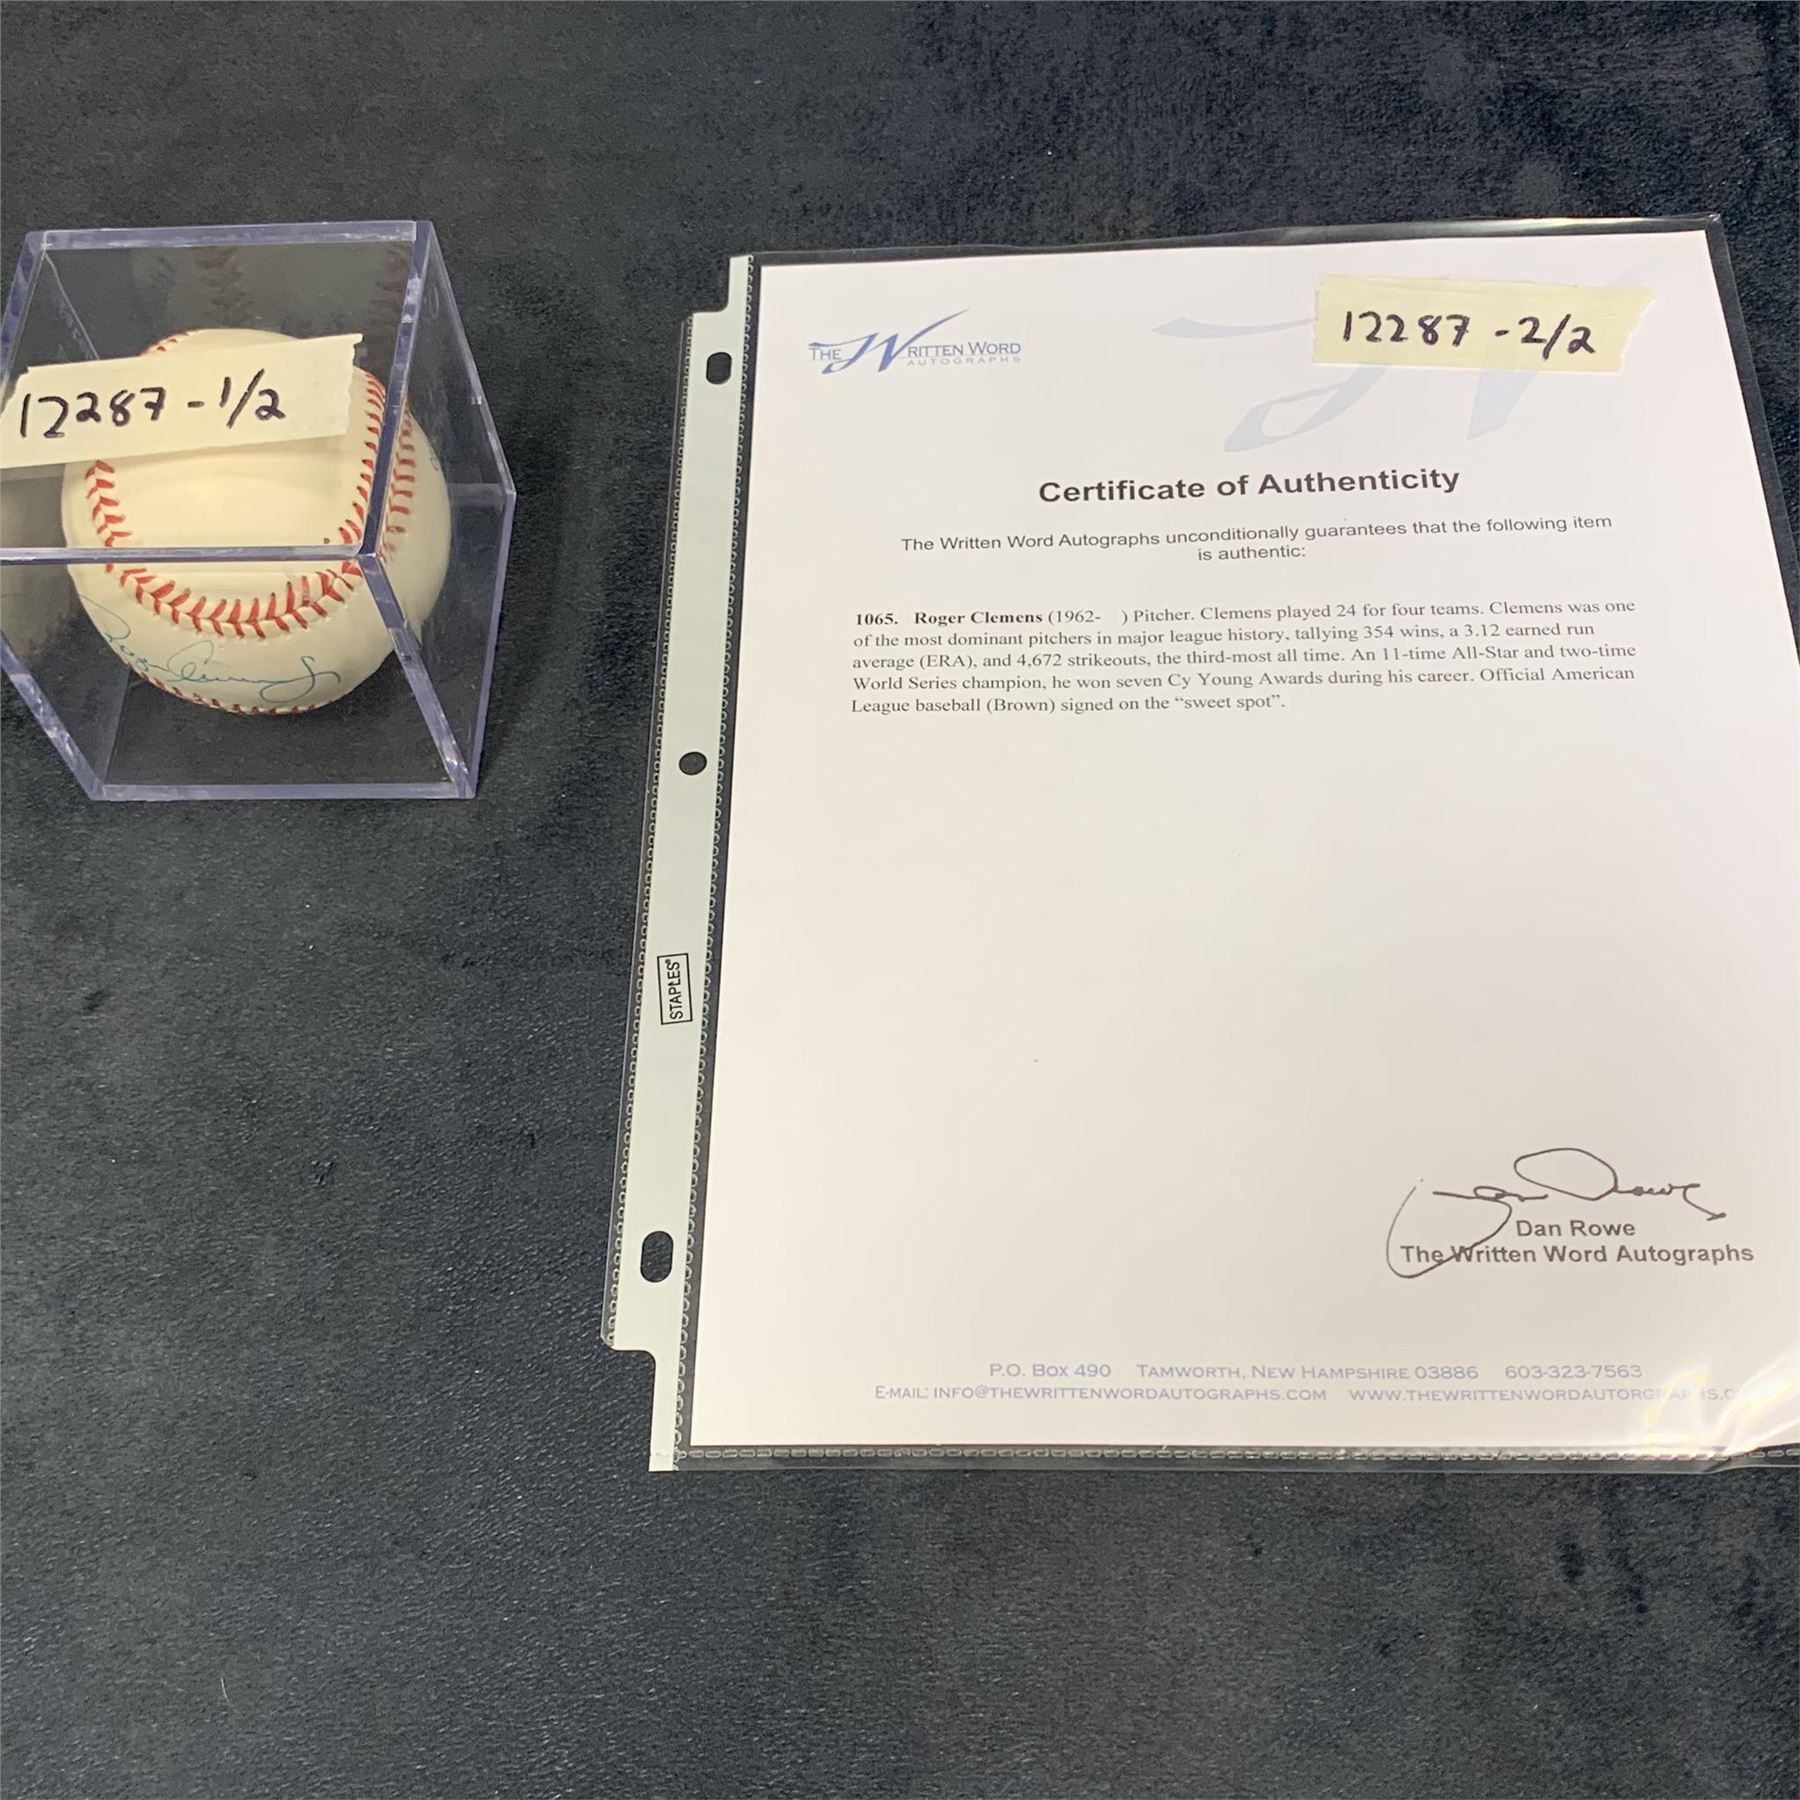 12287 - 1/2
Roger Clemens
12287 - 2/2
THE WRITTEN WORD
AUTOGRAPHS
Certificate of Authenticity
The Written Word Autographs unconditionally guarantees that the following item
is authentic:
1065. Roger Clemens (1962- ) Pitcher. Clemens played 24 for four teams. Clemens was one
of the most dominant pitchers in major league history, tallying 354 wins, a 3.12 earned run
average (ERA), and 4,672 strikeouts, the third-most all time. An 11-time All-Star and two-time
World Series champion, he won seven Cy Young Awards during his career. Official American
League baseball (Brown) signed on the “sweet spot”.
STAPLES
Dan Rowe
Dan Rowe
The Written Word Autographs
P.O. BOX 490 TAMWORTH, NEW HAMPSHIRE 03886 603-323-7563
E-MAIL: INFO@THEWRITTENWORDAUTOGRAPHS.COM